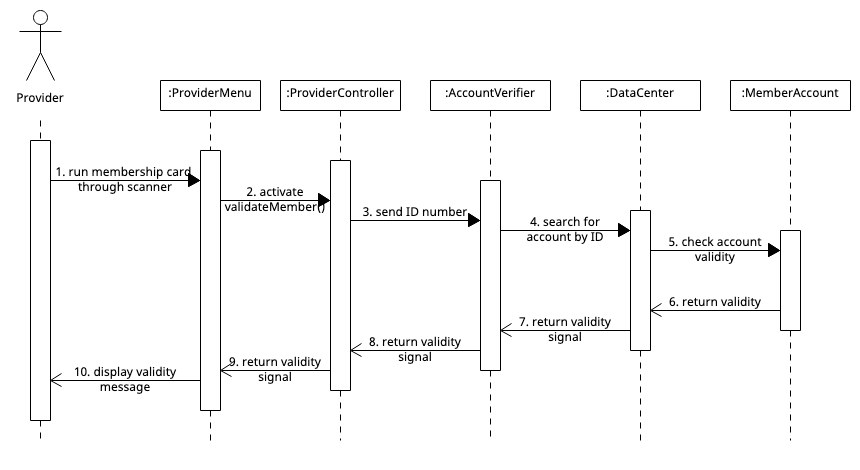 Provider
:ProviderMenu
:ProviderController
:AccountVerifier
:DataCenter
:MemberAccount
1. run membership card
through scanner
2. activate
validateMember()
3. send ID number
4. search for
account by ID
5. check account
validity
6. return validity
7. return validity
signal
8. return validity
signal
9. return validity
signal
10. display validity
message